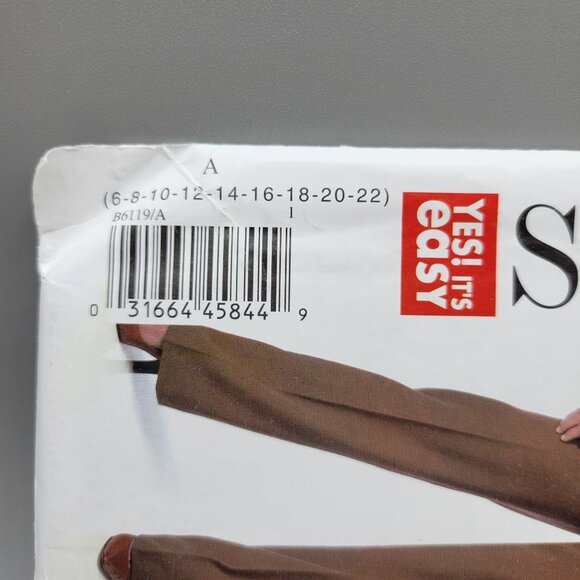 A
(6-8-10-12-14-16-18-20-22)
B6119/A 1
0 31664 45844 9
YES! IT'S
easy
S